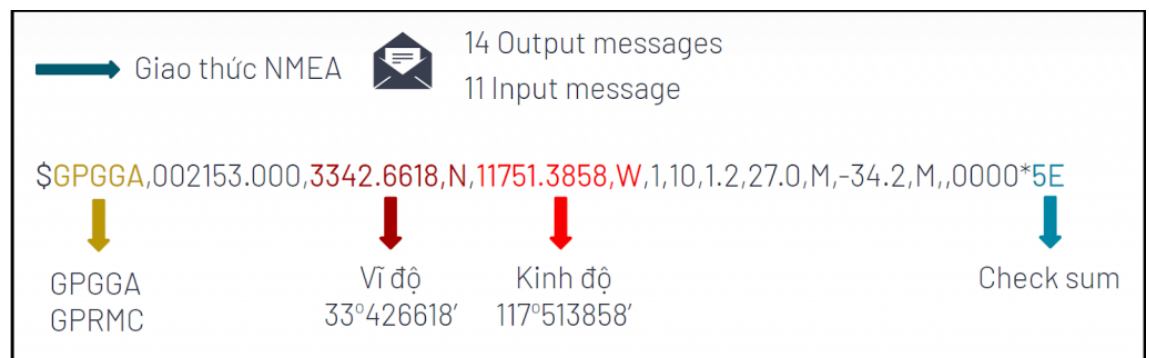 Giao thức NMEA
14 Output messages
11 Input message
$GPGGA,002153.000,3342.6618,N,11751.3858,W,1,10,1.2,27.0,M,-34.2,M,,0000*5E
GPGGA
GPRMC
Vĩ độ
33°426618′
Kinh độ
117°513858′
Check sum